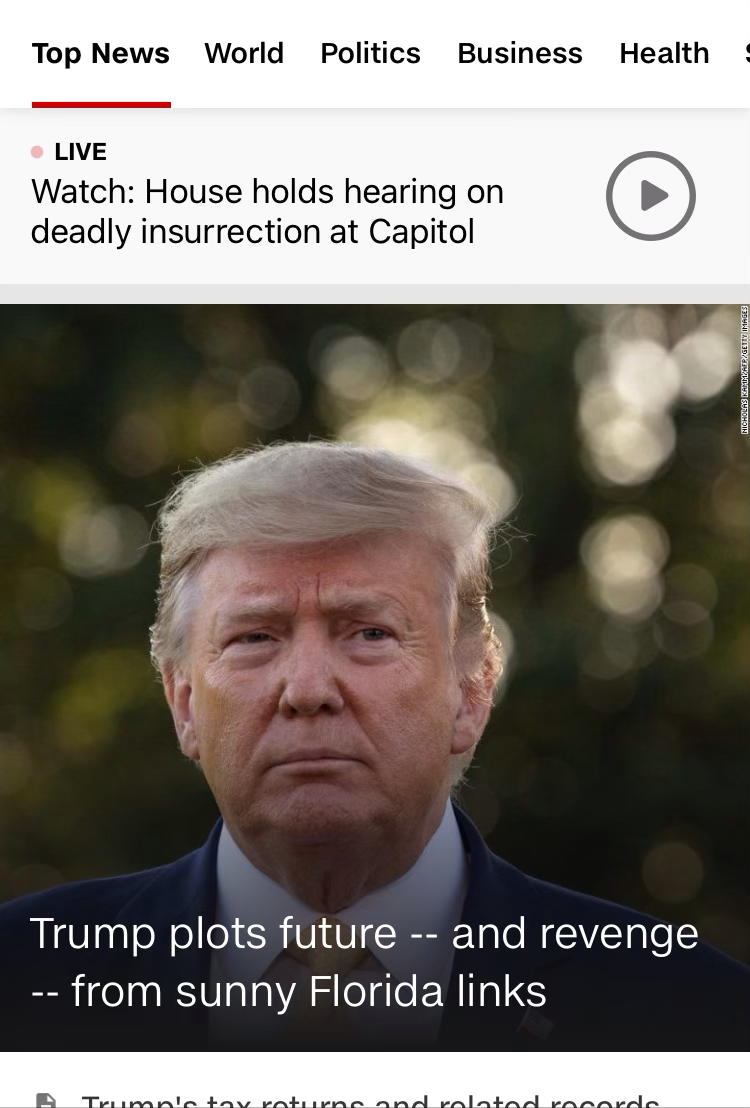 Top News World Politics Business Health
LIVE
Watch: House holds hearing on
deadly insurrection at Capitol
NICHOLAS KAMM/AFP/GETTY IMAGES
Trump plots future -- and revenge
-- from sunny Florida links
Trump's tax returns and related records